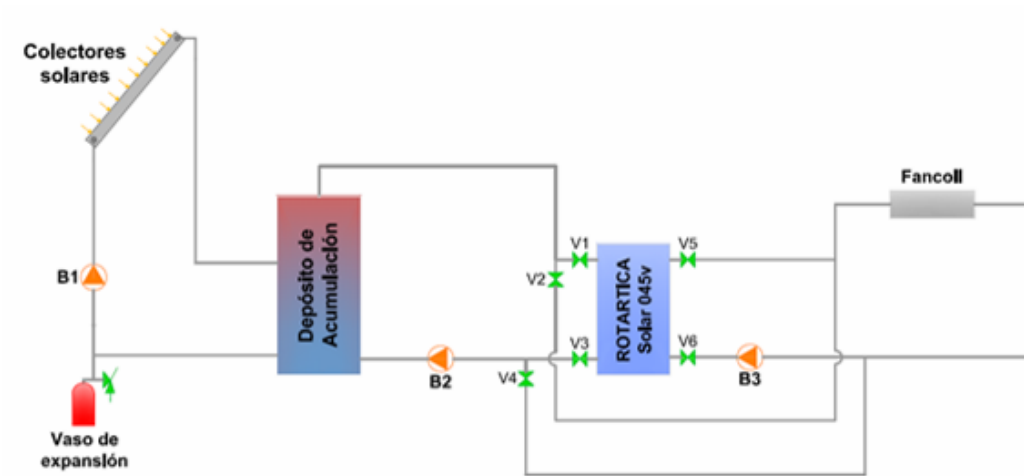 Colectores
solares
Fancoil
B1
Depósito de
Acumulación
V1
V2
V5
ROTARTICA
Solar 045v
V3
V6
B2
V4
B3
Vaso de
expansión